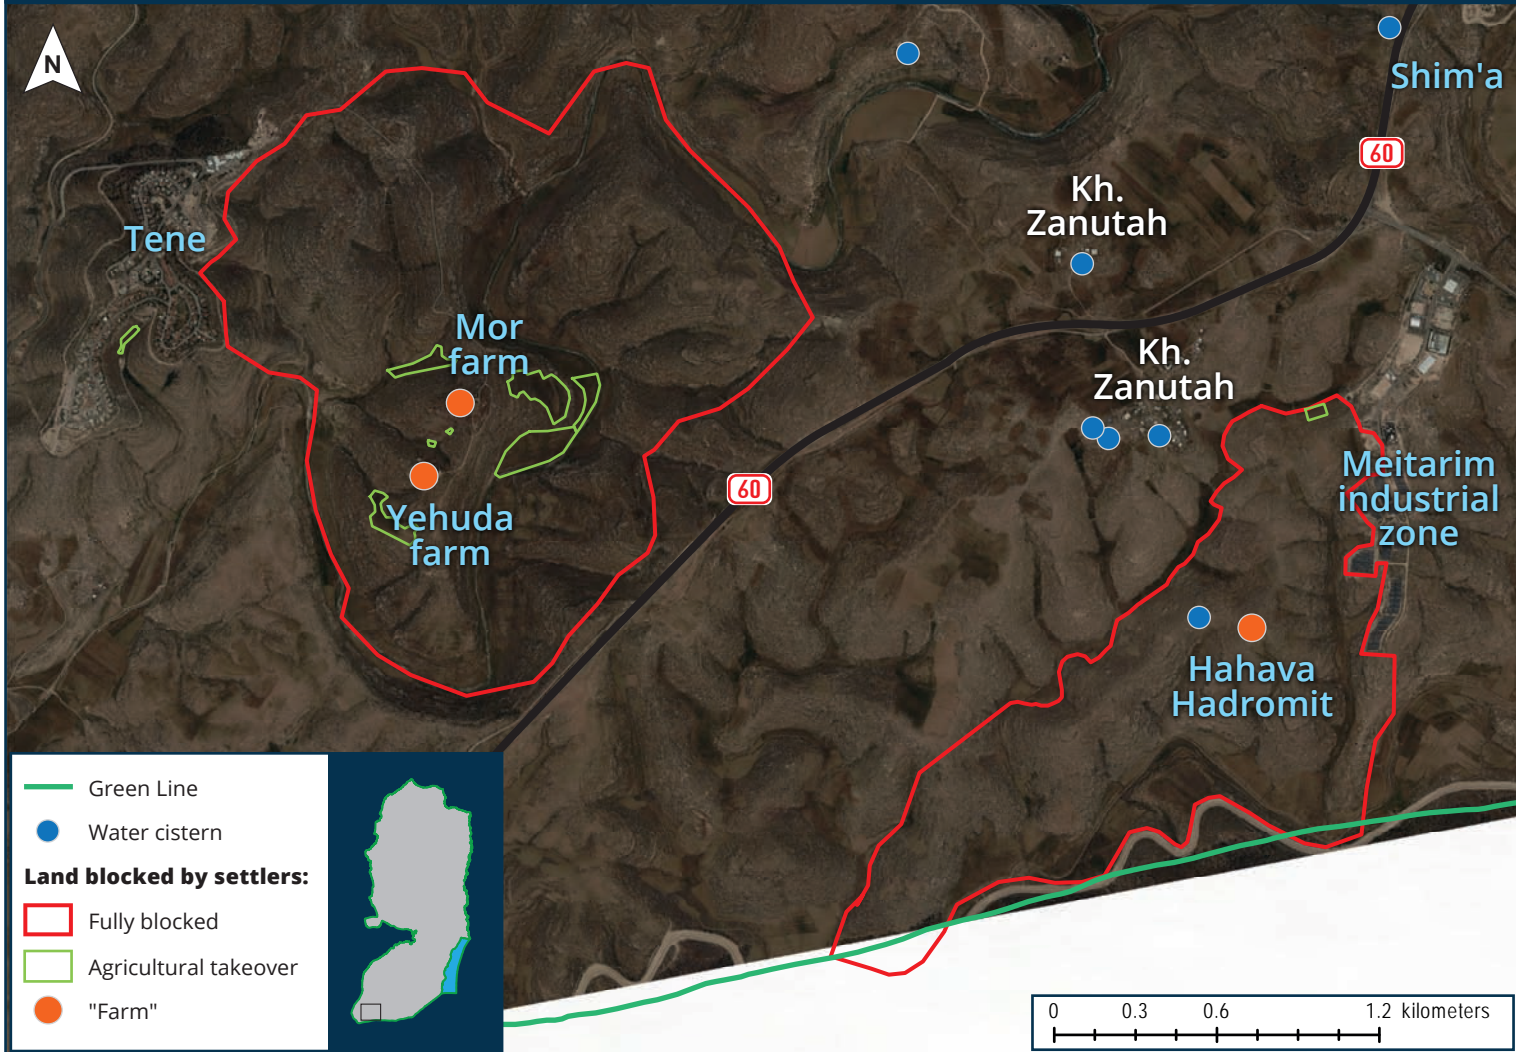 N
Shim'a
60
Kh.
Zanutah
Tene
Mor
farm
Kh.
Zanutah
Meitarim
industrial
zone
60
Yehuda
farm
Hahava
Hadromit
Green Line
Water cistern
Land blocked by settlers:
Fully blocked
Agricultural takeover
"Farm"
0 0.3 0.6 1.2 kilometers